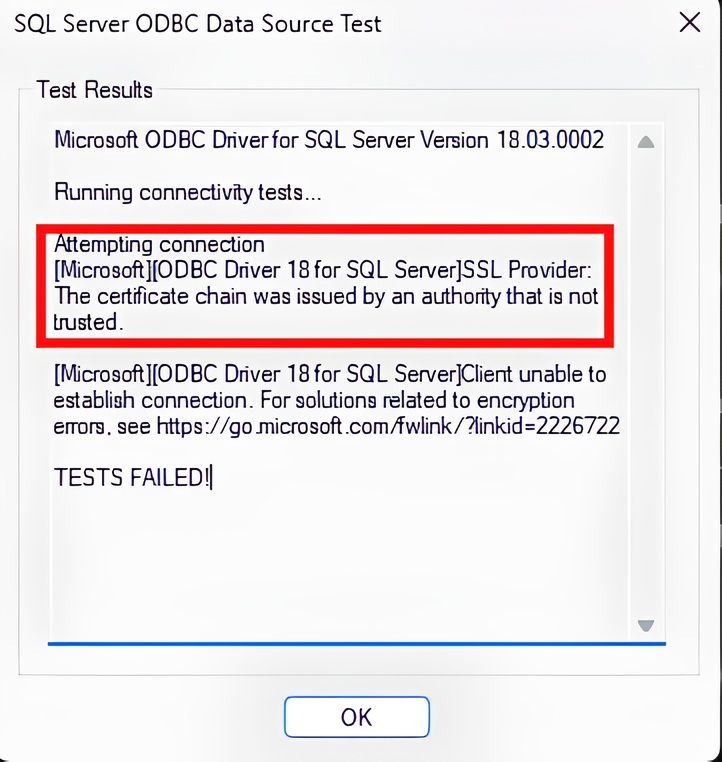 SQL Server ODBC Data Source Test
Test Results
Microsoft ODBC Driver for SQL Server Version 18.03.0002
Running connectivity tests...
Attempting connection
[Microsoft][ODBC Driver 18 for SQL Server]SSL Provider:
The certificate chain was issued by an authority that is not
trusted.
[Microsoft][ODBC Driver 18 for SQL Server]Client unable to
establish connection. For solutions related to encryption
errors, see https://go.microsoft.com/fwlink/?linkid=2226722
TESTS FAILED!
OK